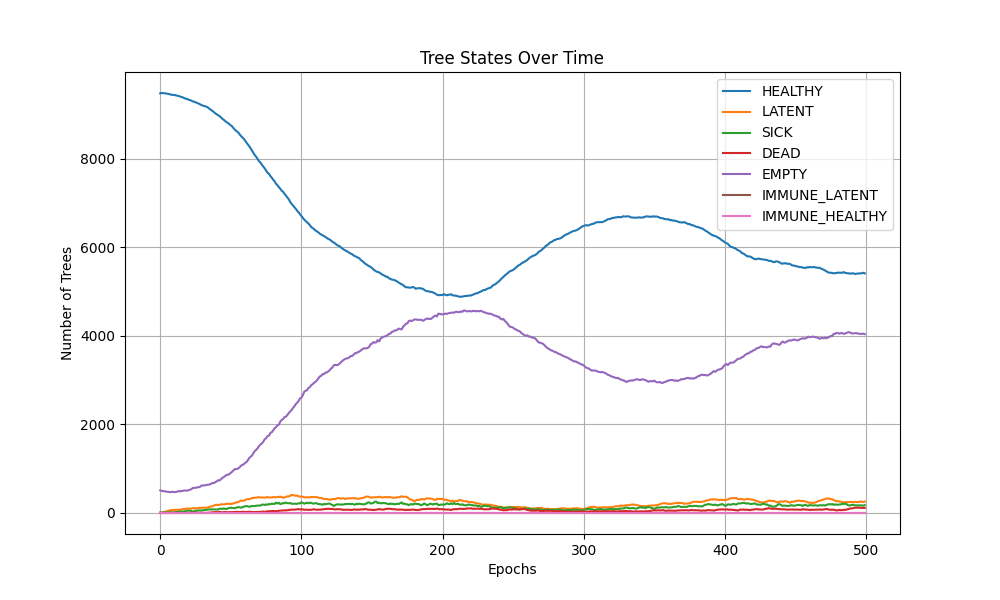 Tree States Over Time
Number of Trees
8000
6000
4000
2000
0
HEALTHY
LATENT
SICK
DEAD
EMPTY
IMMUNE_LATENT
IMMUNE_HEALTHY
0 100 200 300 400 500
Epochs